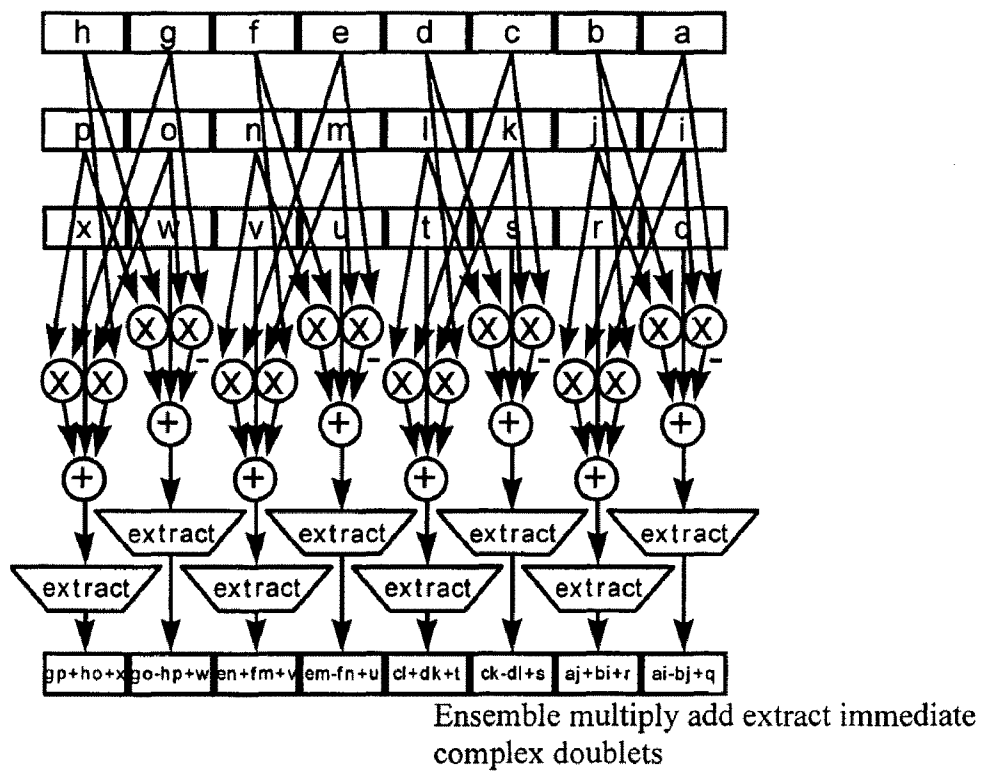 h g f e d c b a
p o n m l k j i
x w v u t s r q
X X X X X X X X
- - - -
X X X X X X X X
+ + + +
+ + + +
extract extract extract extract
extract extract extract extract
gp+ho+x go-hp+w en+fm+v em-fn+u cl+dk+t ck-dl+s aj+bi+r ai-bj+q
Ensemble multiply add extract immediate
complex doublets